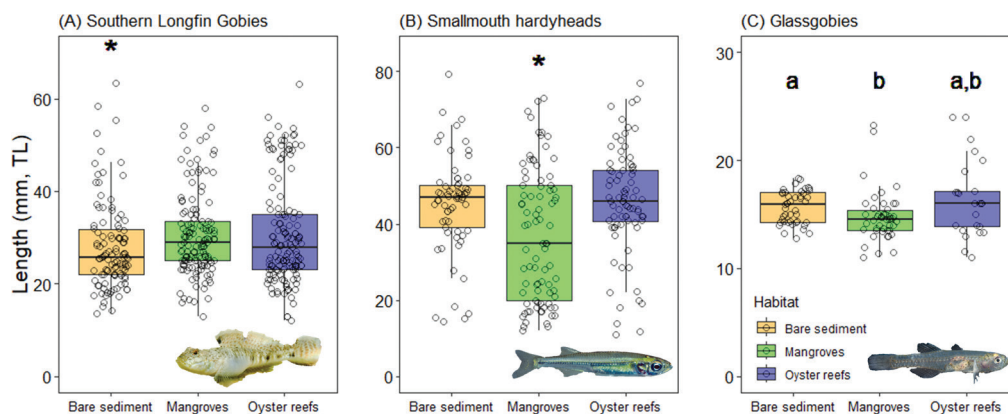 (A) Southern Longfin Gobies
(B) Smallmouth hardyheads
(C) Glassgobies
Length (mm, TL)
60
40
20
0
*
Bare sediment Mangroves Oyster reefs
80
60
40
20
0
*
Bare sediment Mangroves Oyster reefs
30
20
10
0
a b a,b
Habitat
Bare sediment
Mangroves
Oyster reefs
Bare sediment Mangroves Oyster reefs